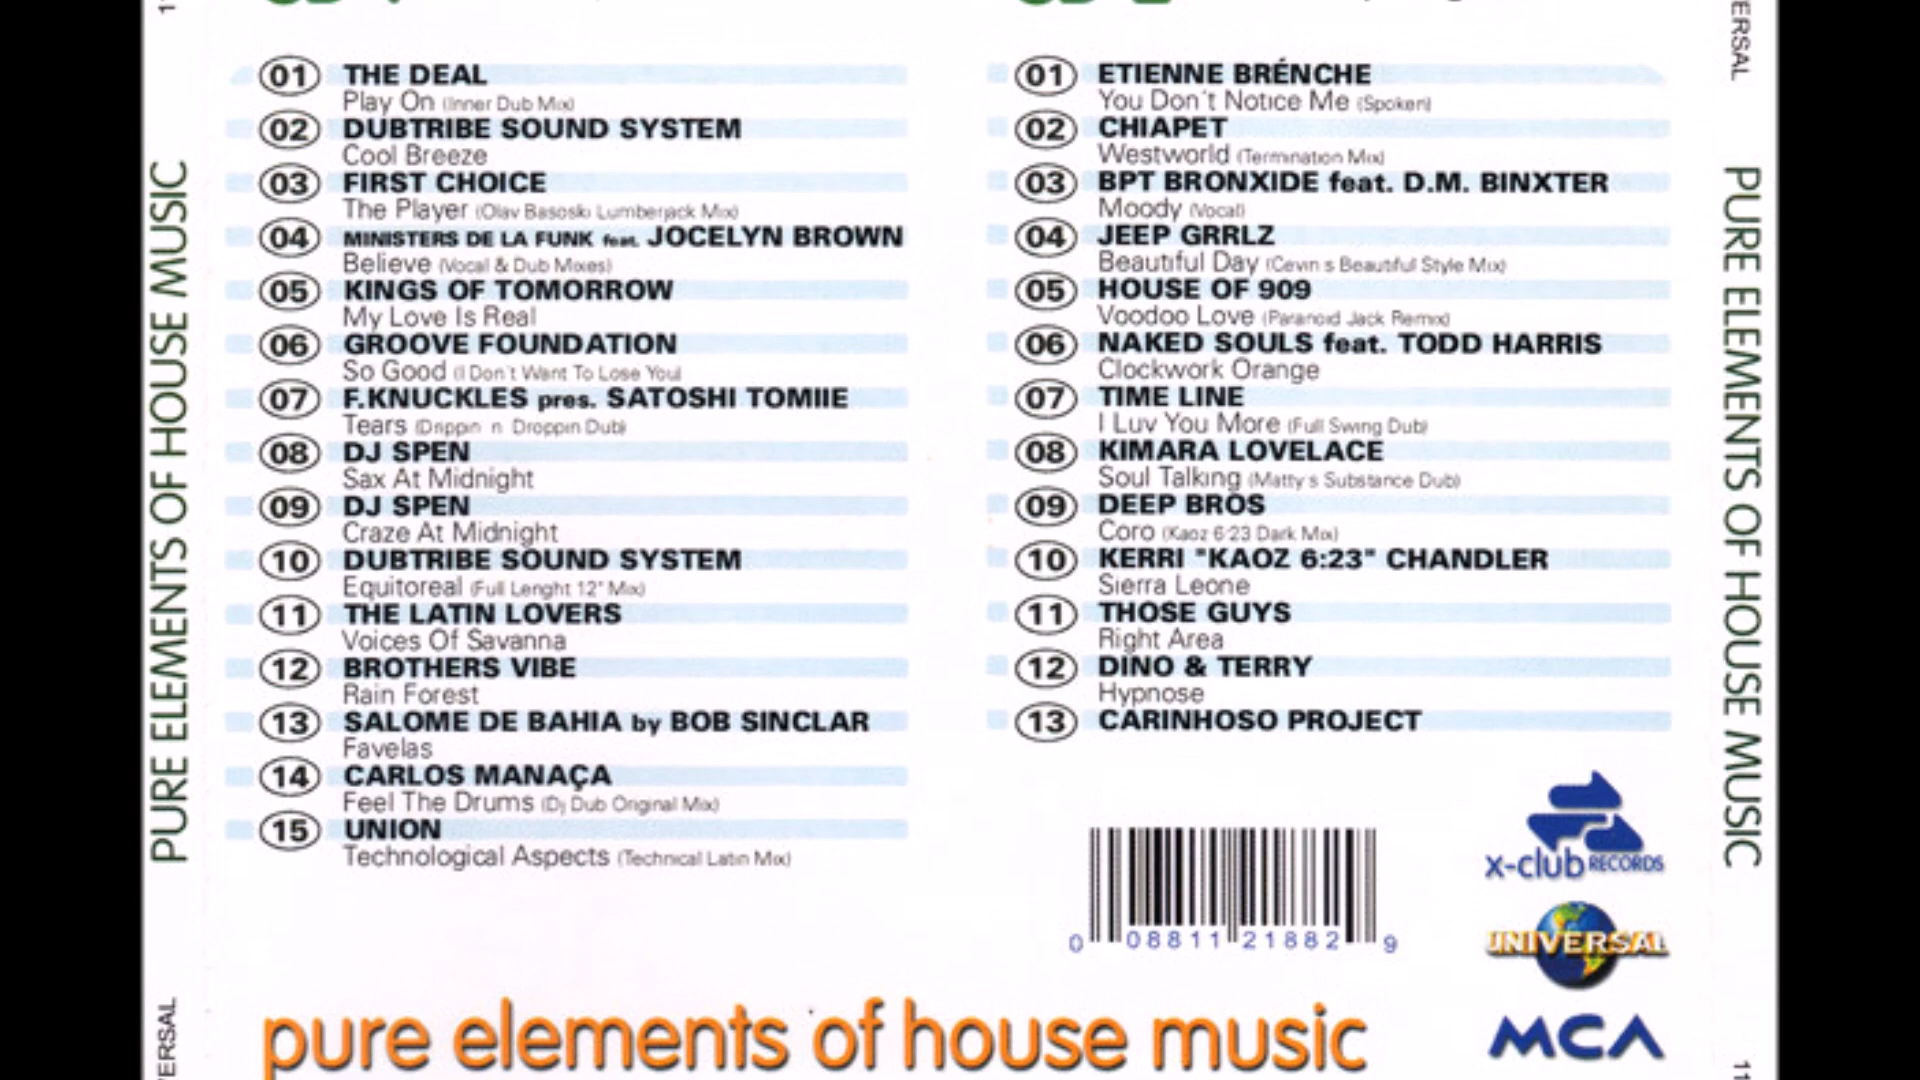 01 THE DEAL
Play On (Inner Dub Mix)
02 DUBTRIBE SOUND SYSTEM
Cool Breeze
03 FIRST CHOICE
The Player (Olav Basoski Lumberjack Mix)
04 MINISTERS DE LA FUNK feat. JOCELYN BROWN
Believe (Vocal & Dub Mixes)
05 KINGS OF TOMORROW
My Love Is Real
06 GROOVE FOUNDATION
So Good (I Don't Want To Lose You)
07 F.KNUCKLES pres. SATOSHI TOMIIE
Tears (Drippin n Droppin Dub)
08 DJ SPEN
Sax At Midnight
09 DJ SPEN
Craze At Midnight
10 DUBTRIBE SOUND SYSTEM
Equitoreal (Full Lenght 12" Mix)
11 THE LATIN LOVERS
Voices Of Savanna
12 BROTHERS VIBE
Rain Forest
13 SALOME DE BAHIA by BOB SINCLAR
Favelas
14 CARLOS MANAÇA
Feel The Drums (Dj Dub Original Mix)
15 UNION
Technological Aspects (Technical Latin Mix)
01 ETIENNE BRÉNCHE
You Don't Notice Me (Spoken)
02 CHIAPET
Westworld (Termination Mix)
03 BPT BRONXIDE feat. D.M. BINXTER
Moody (Vocal)
04 JEEP GRRLZ
Beautiful Day (Cevin s Beautiful Style Mix)
05 HOUSE OF 909
Voodoo Love (Paranoid Jack Remix)
06 NAKED SOULS feat. TODD HARRIS
Clockwork Orange
07 TIME LINE
I Luv You More (Full Swing Dub)
08 KIMARA LOVELACE
Soul Talking (Matty's Substance Dub)
09 DEEP BROS
Coro (Kaoz 6:23 Dark Mix)
10 KERRI "KAOZ 6:23" CHANDLER
Sierra Leone
11 THOSE GUYS
Right Area
12 DINO & TERRY
Hypnose
13 CARINHOSO PROJECT
0 08811 21882 9
x-club RECORDS
UNIVERSAL
MCA
pure elements of house music
PURE ELEMENTS OF HOUSE MUSIC
PURE ELEMENTS OF HOUSE MUSIC